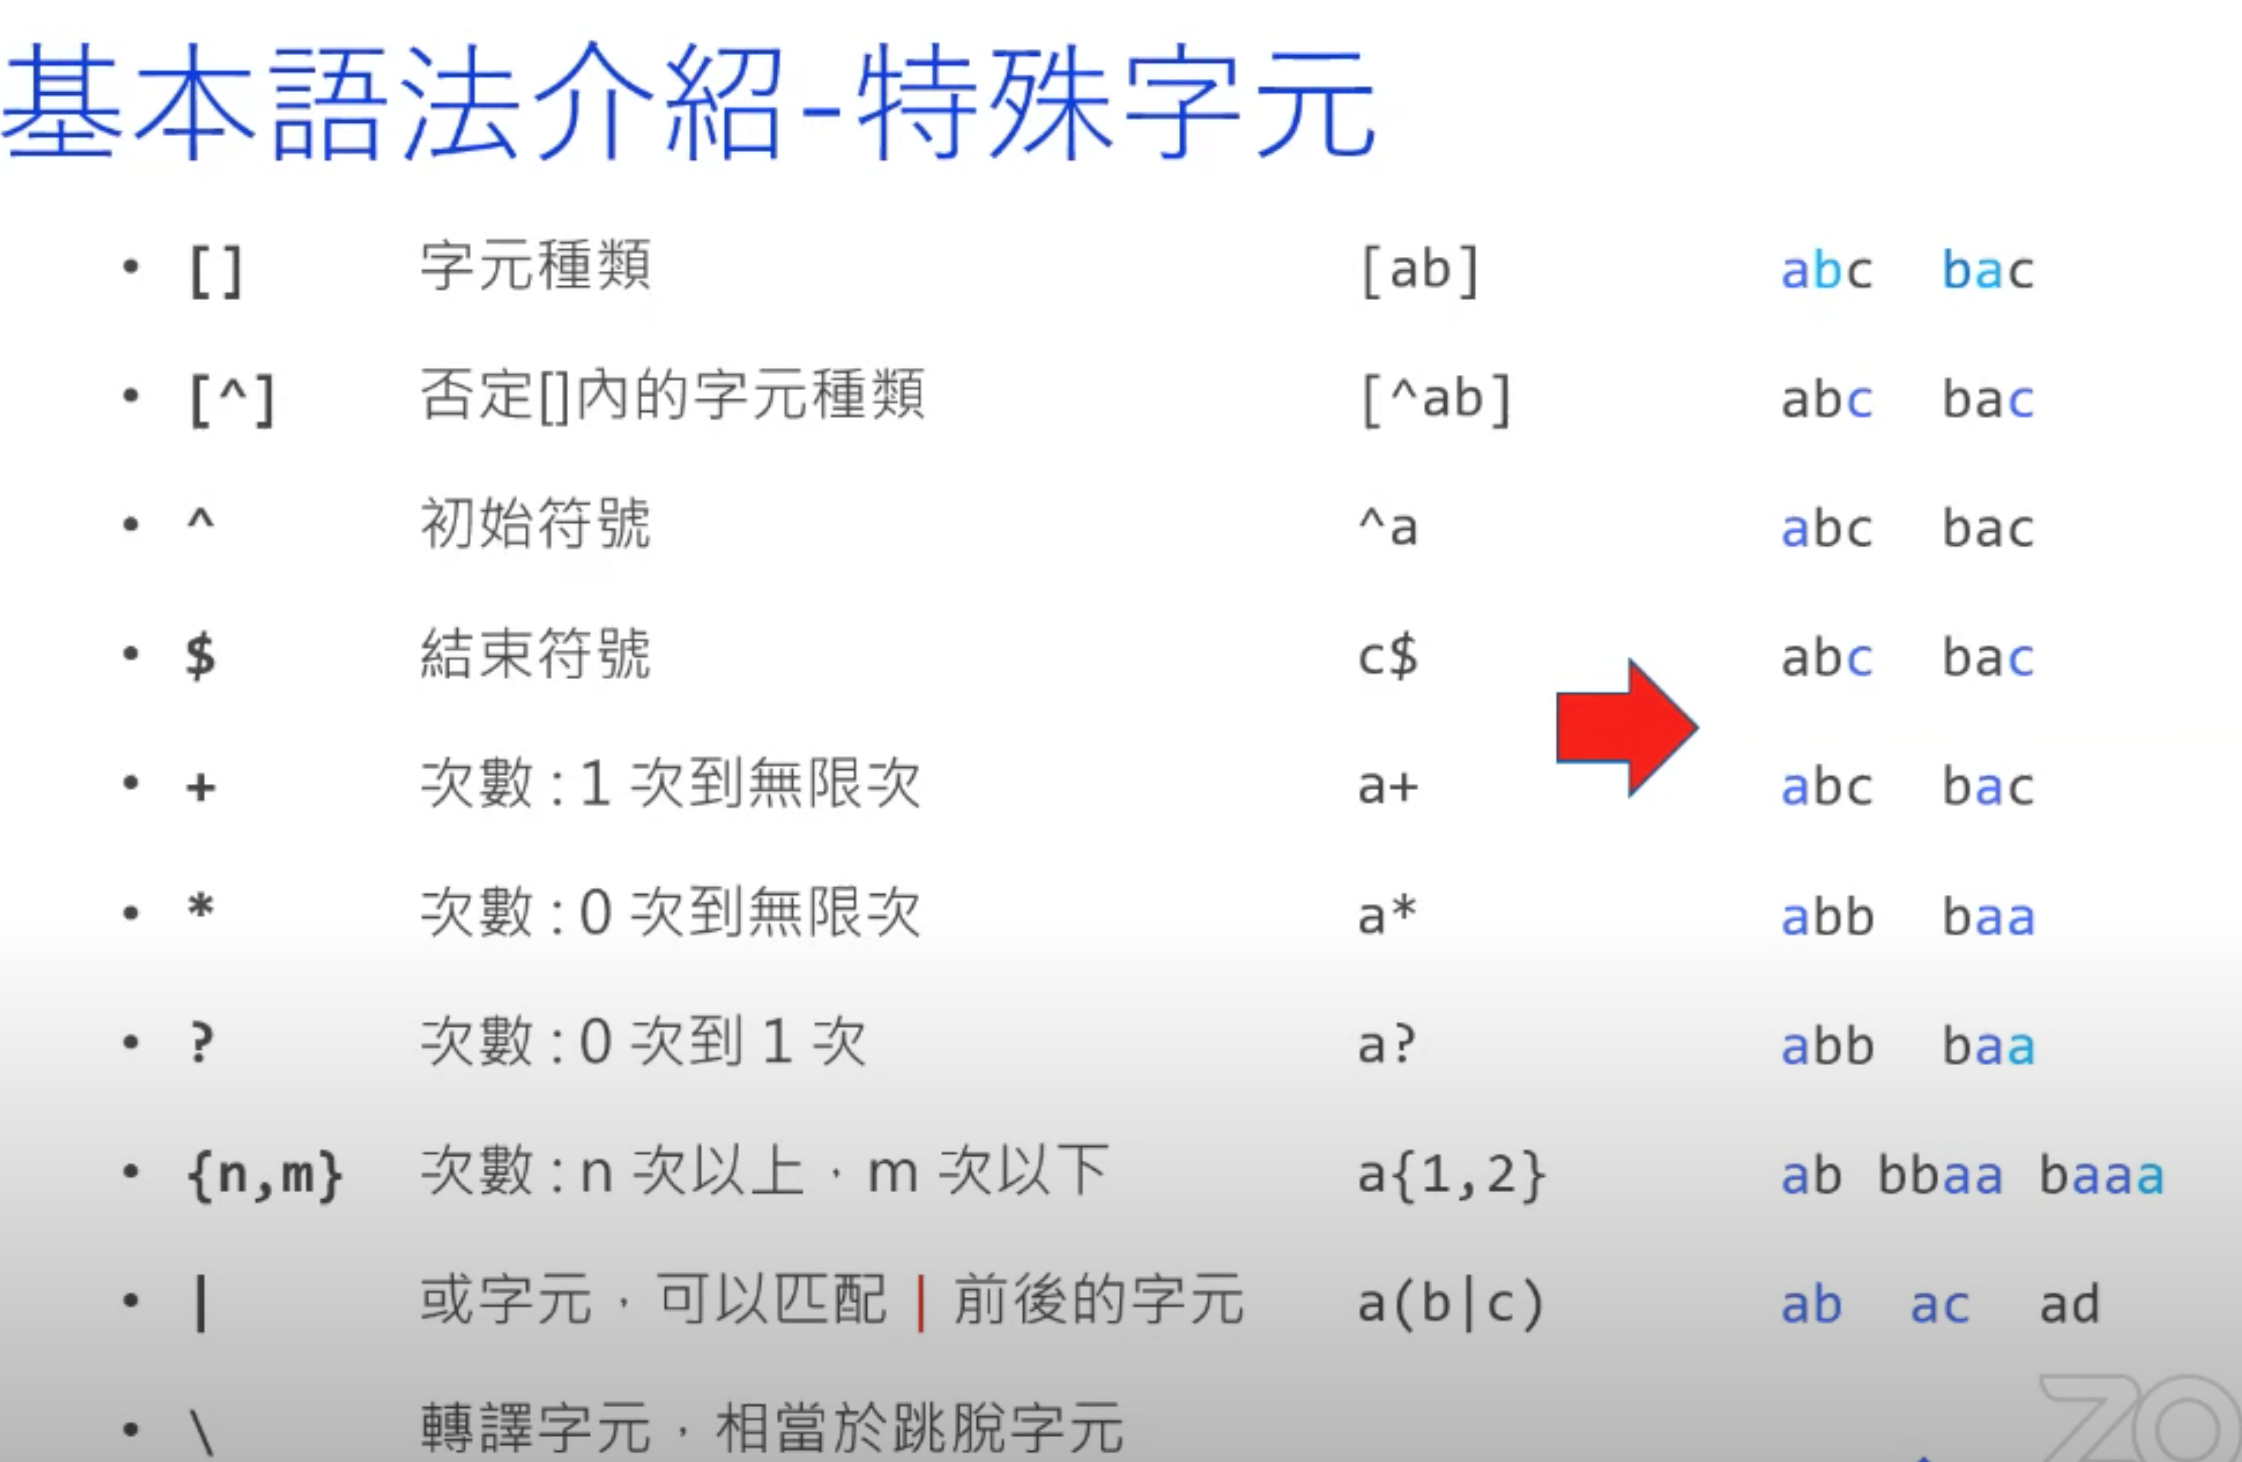 基本語法介紹-特殊字元
• [] 字元種類 [ab] abc bac
• [^] 否定[]內的字元種類 [^ab] abc bac
• ^ 初始符號 ^a abc bac
• $ 結束符號 c$ abc bac
• + 次數:1 次到無限次 a+ abc bac
• * 次數:0 次到無限次 a* abb baa
• ? 次數:0 次到 1 次 a? abb baa
• {n,m} 次數:n 次以上，m 次以下 a{1,2} ab bbaa baaa
• | 或字元，可以匹配 | 前後的字元 a(b|c) ab ac ad
• \ 轉譯字元，相當於跳脫字元
ZO